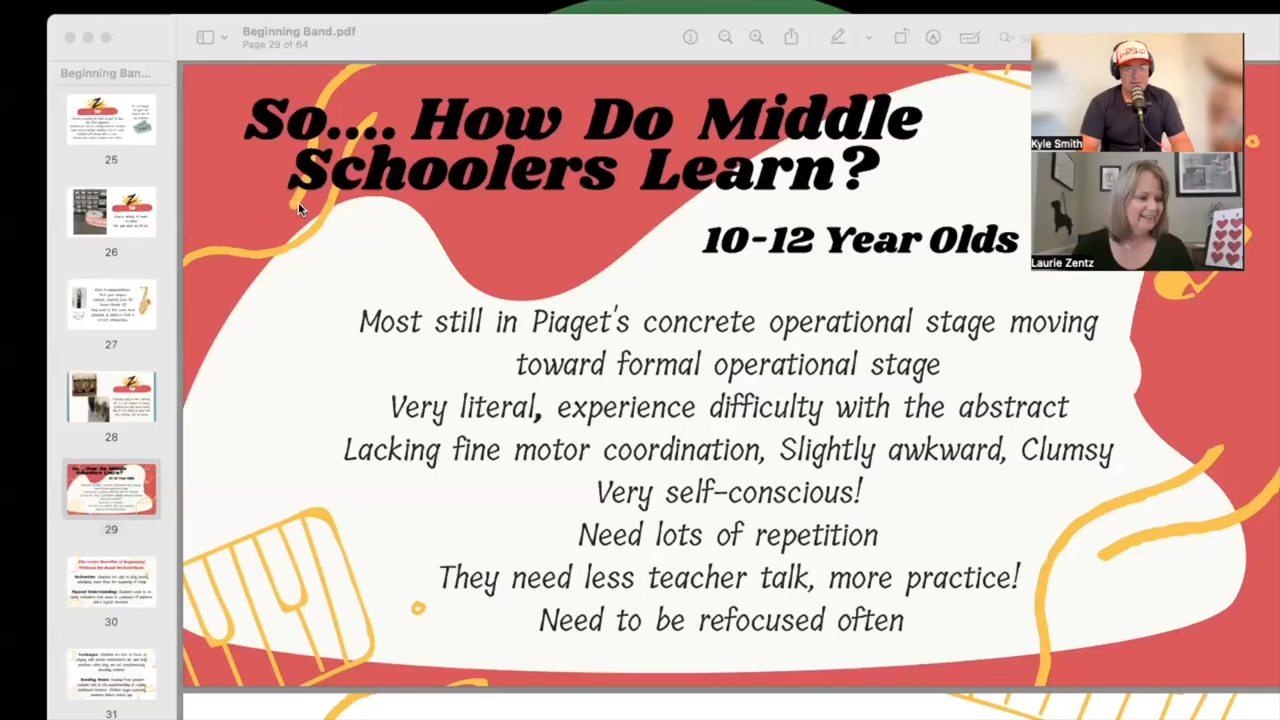 Beginning Band.pdf
Page 29 of 64
Beginning Ban...
25
26
27
28
29
30
31
So.... How Do Middle
Schoolers Learn?
10-12 Year Olds
Most still in Piaget's concrete operational stage moving
toward formal operational stage
Very literal, experience difficulty with the abstract
Lacking fine motor coordination, Slightly awkward, Clumsy
Very self-conscious!
Need lots of repetition
They need less teacher talk, more practice!
Need to be refocused often
Kyle Smith
Laurie Zentz